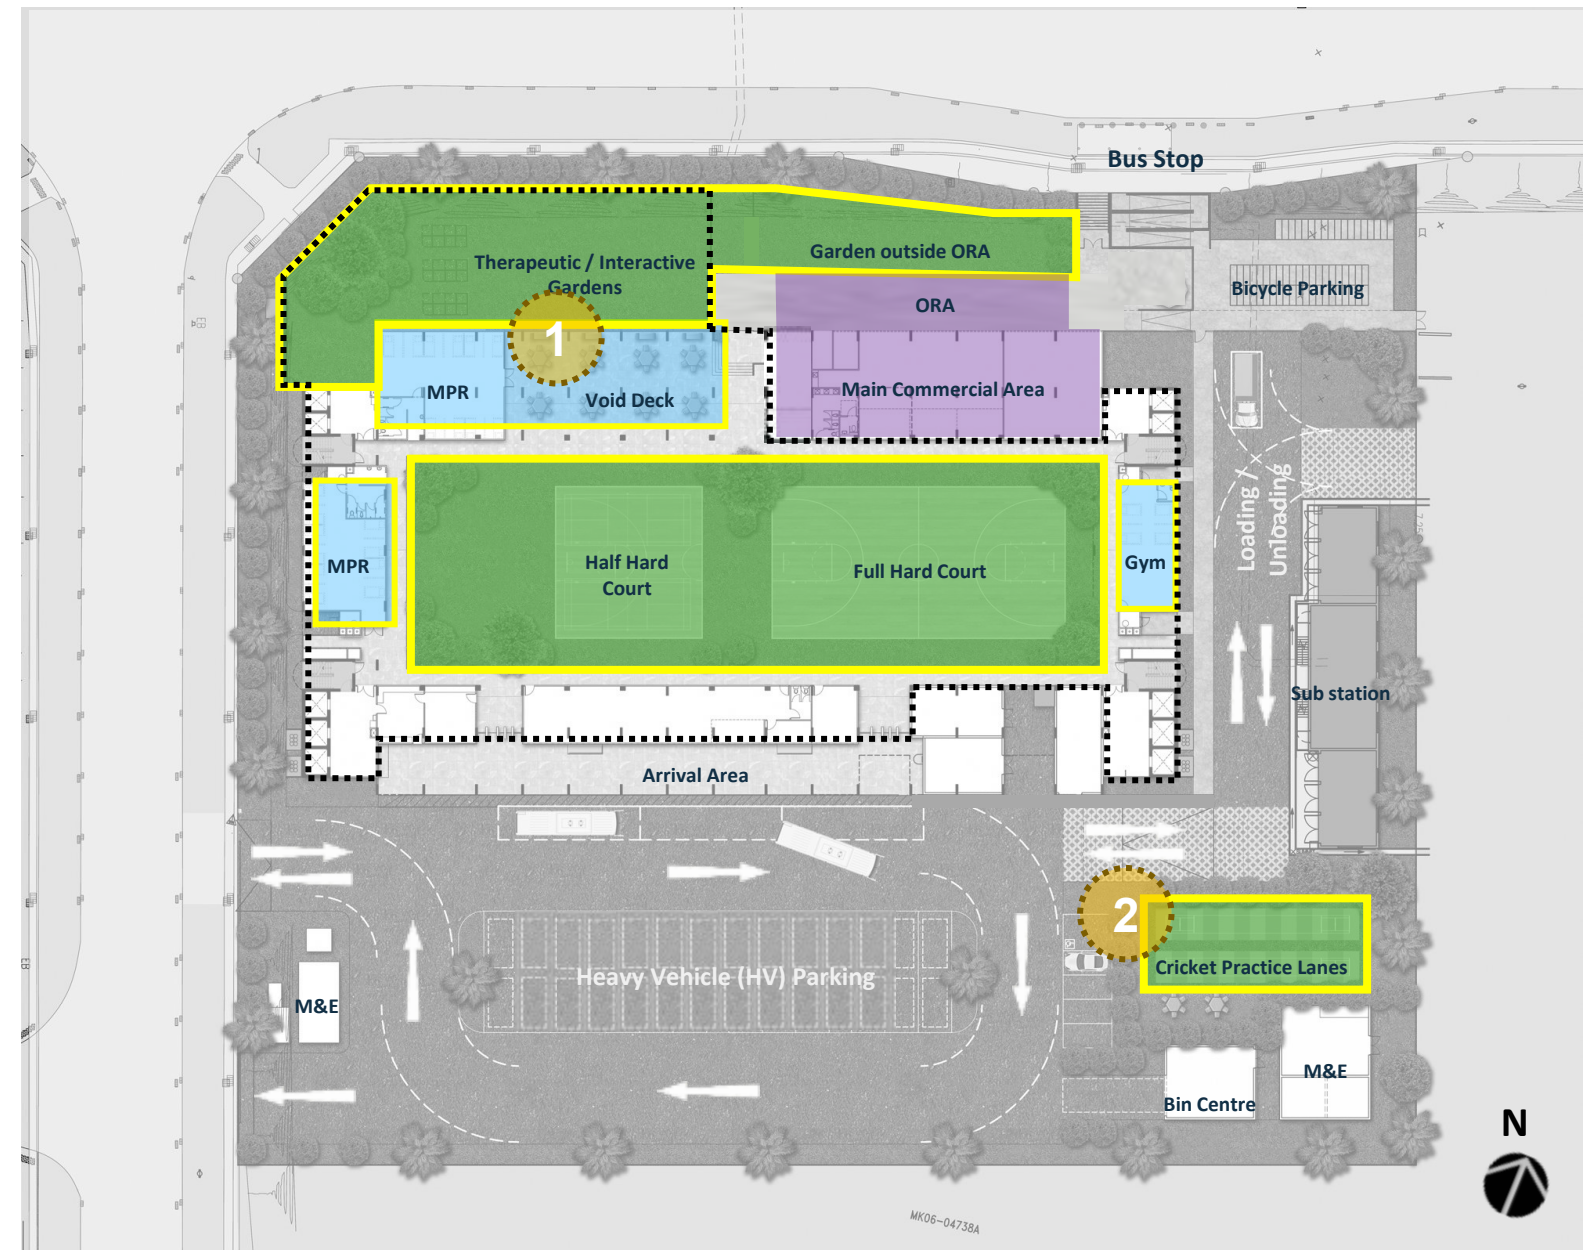 Bus Stop
Therapeutic / Interactive
Gardens
Garden outside ORA
ORA
Bicycle Parking
1
MPR
Void Deck
Main Commercial Area
Loading /
Unloading
MPR
Half Hard
Court
Full Hard Court
Gym
Sub station
Arrival Area
2
Heavy Vehicle (HV) Parking
Cricket Practice Lanes
M&E
M&E
Bin Centre
N
MK06-04738A
EB
EB